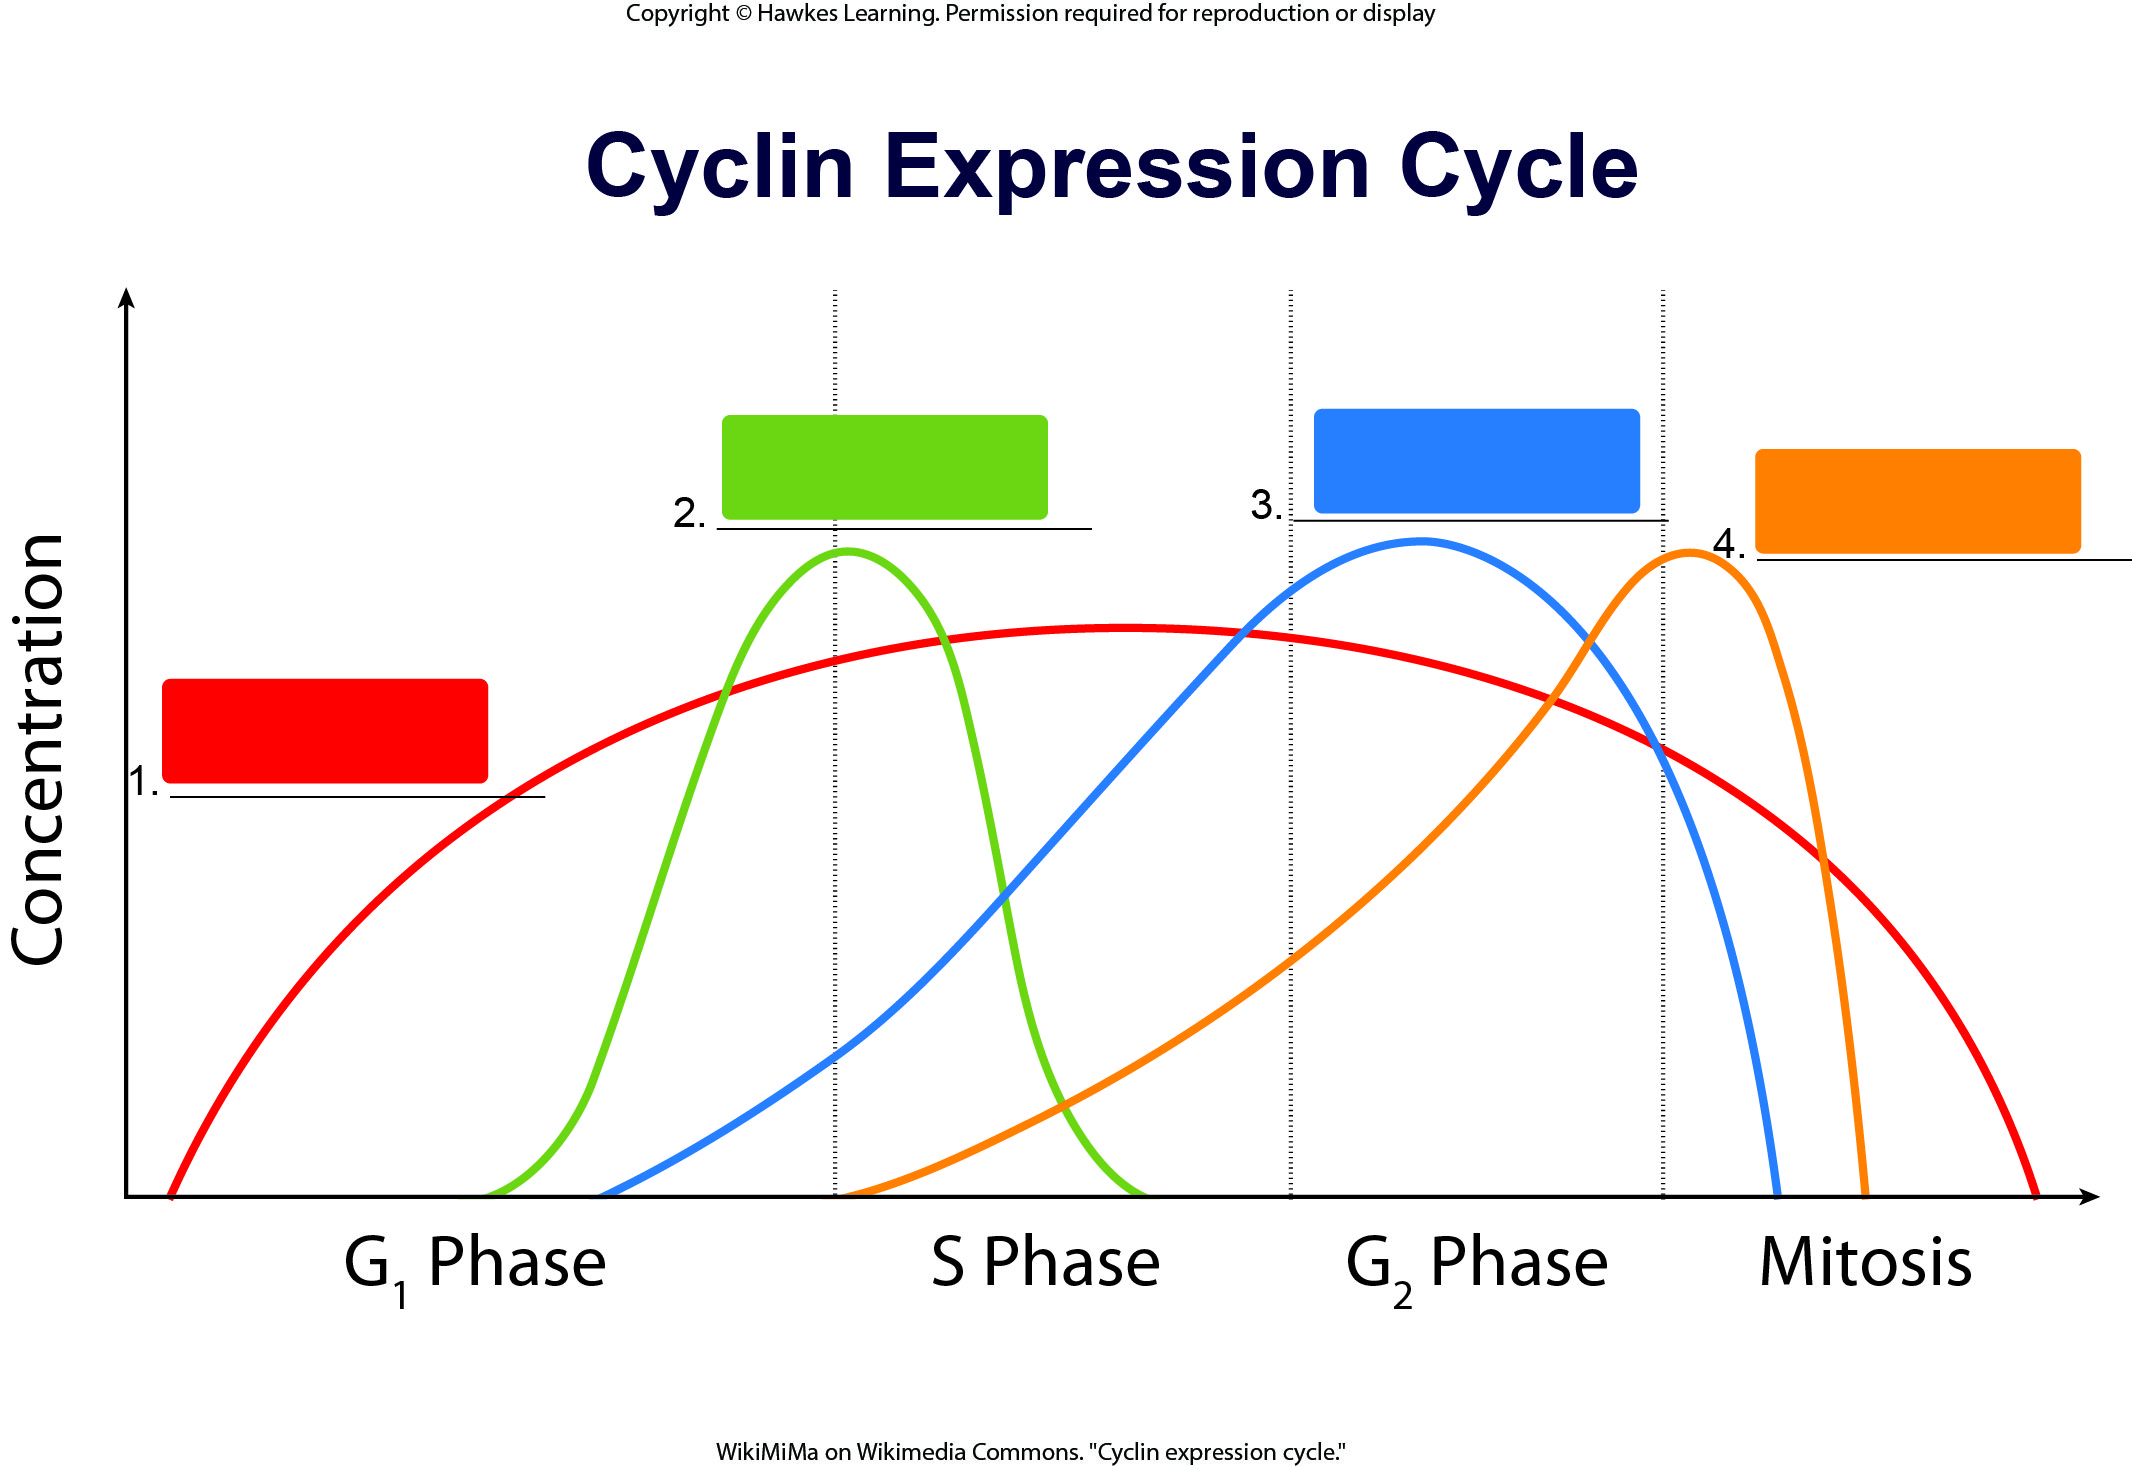 Copyright © Hawkes Learning. Permission required for reproduction or display
Cyclin Expression Cycle
Concentration
1.
2.
3.
4.
G1 Phase
S Phase
G2 Phase
Mitosis
WikiMiMa on Wikimedia Commons. "Cyclin expression cycle."